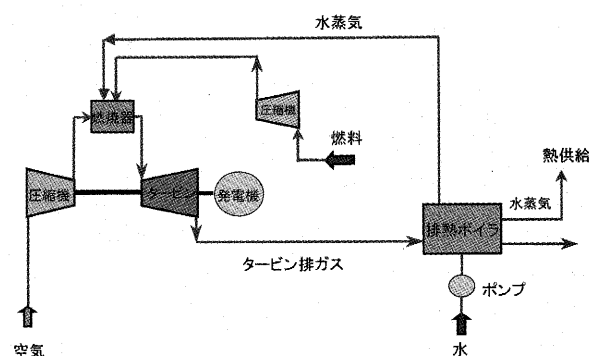 水蒸気
燃焼器
圧縮機
燃料
熱供給
圧縮機
タービン
発電機
水蒸気
排熱ボイラ
タービン排ガス
ポンプ
空気
水